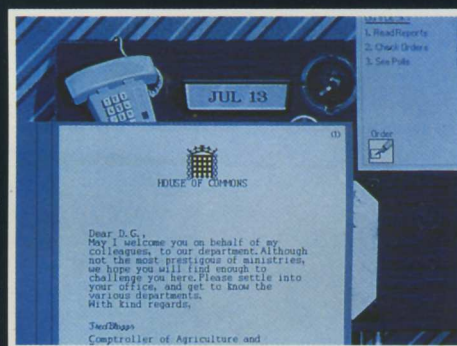 JUL 13
1. Read Reports
2. Check Orders
3. See Polls
Order
(1)
HOUSE OF COMMONS
Dear D.G.,
May I welcome you on behalf of my
colleagues, to our department. Although
not the most prestigous of ministries,
we hope you will find enough to
challenge you here. Please settle into
your office, and get to know the
various departments.
With kind regards,
Fred Bloggs
Comptroller of Agriculture and